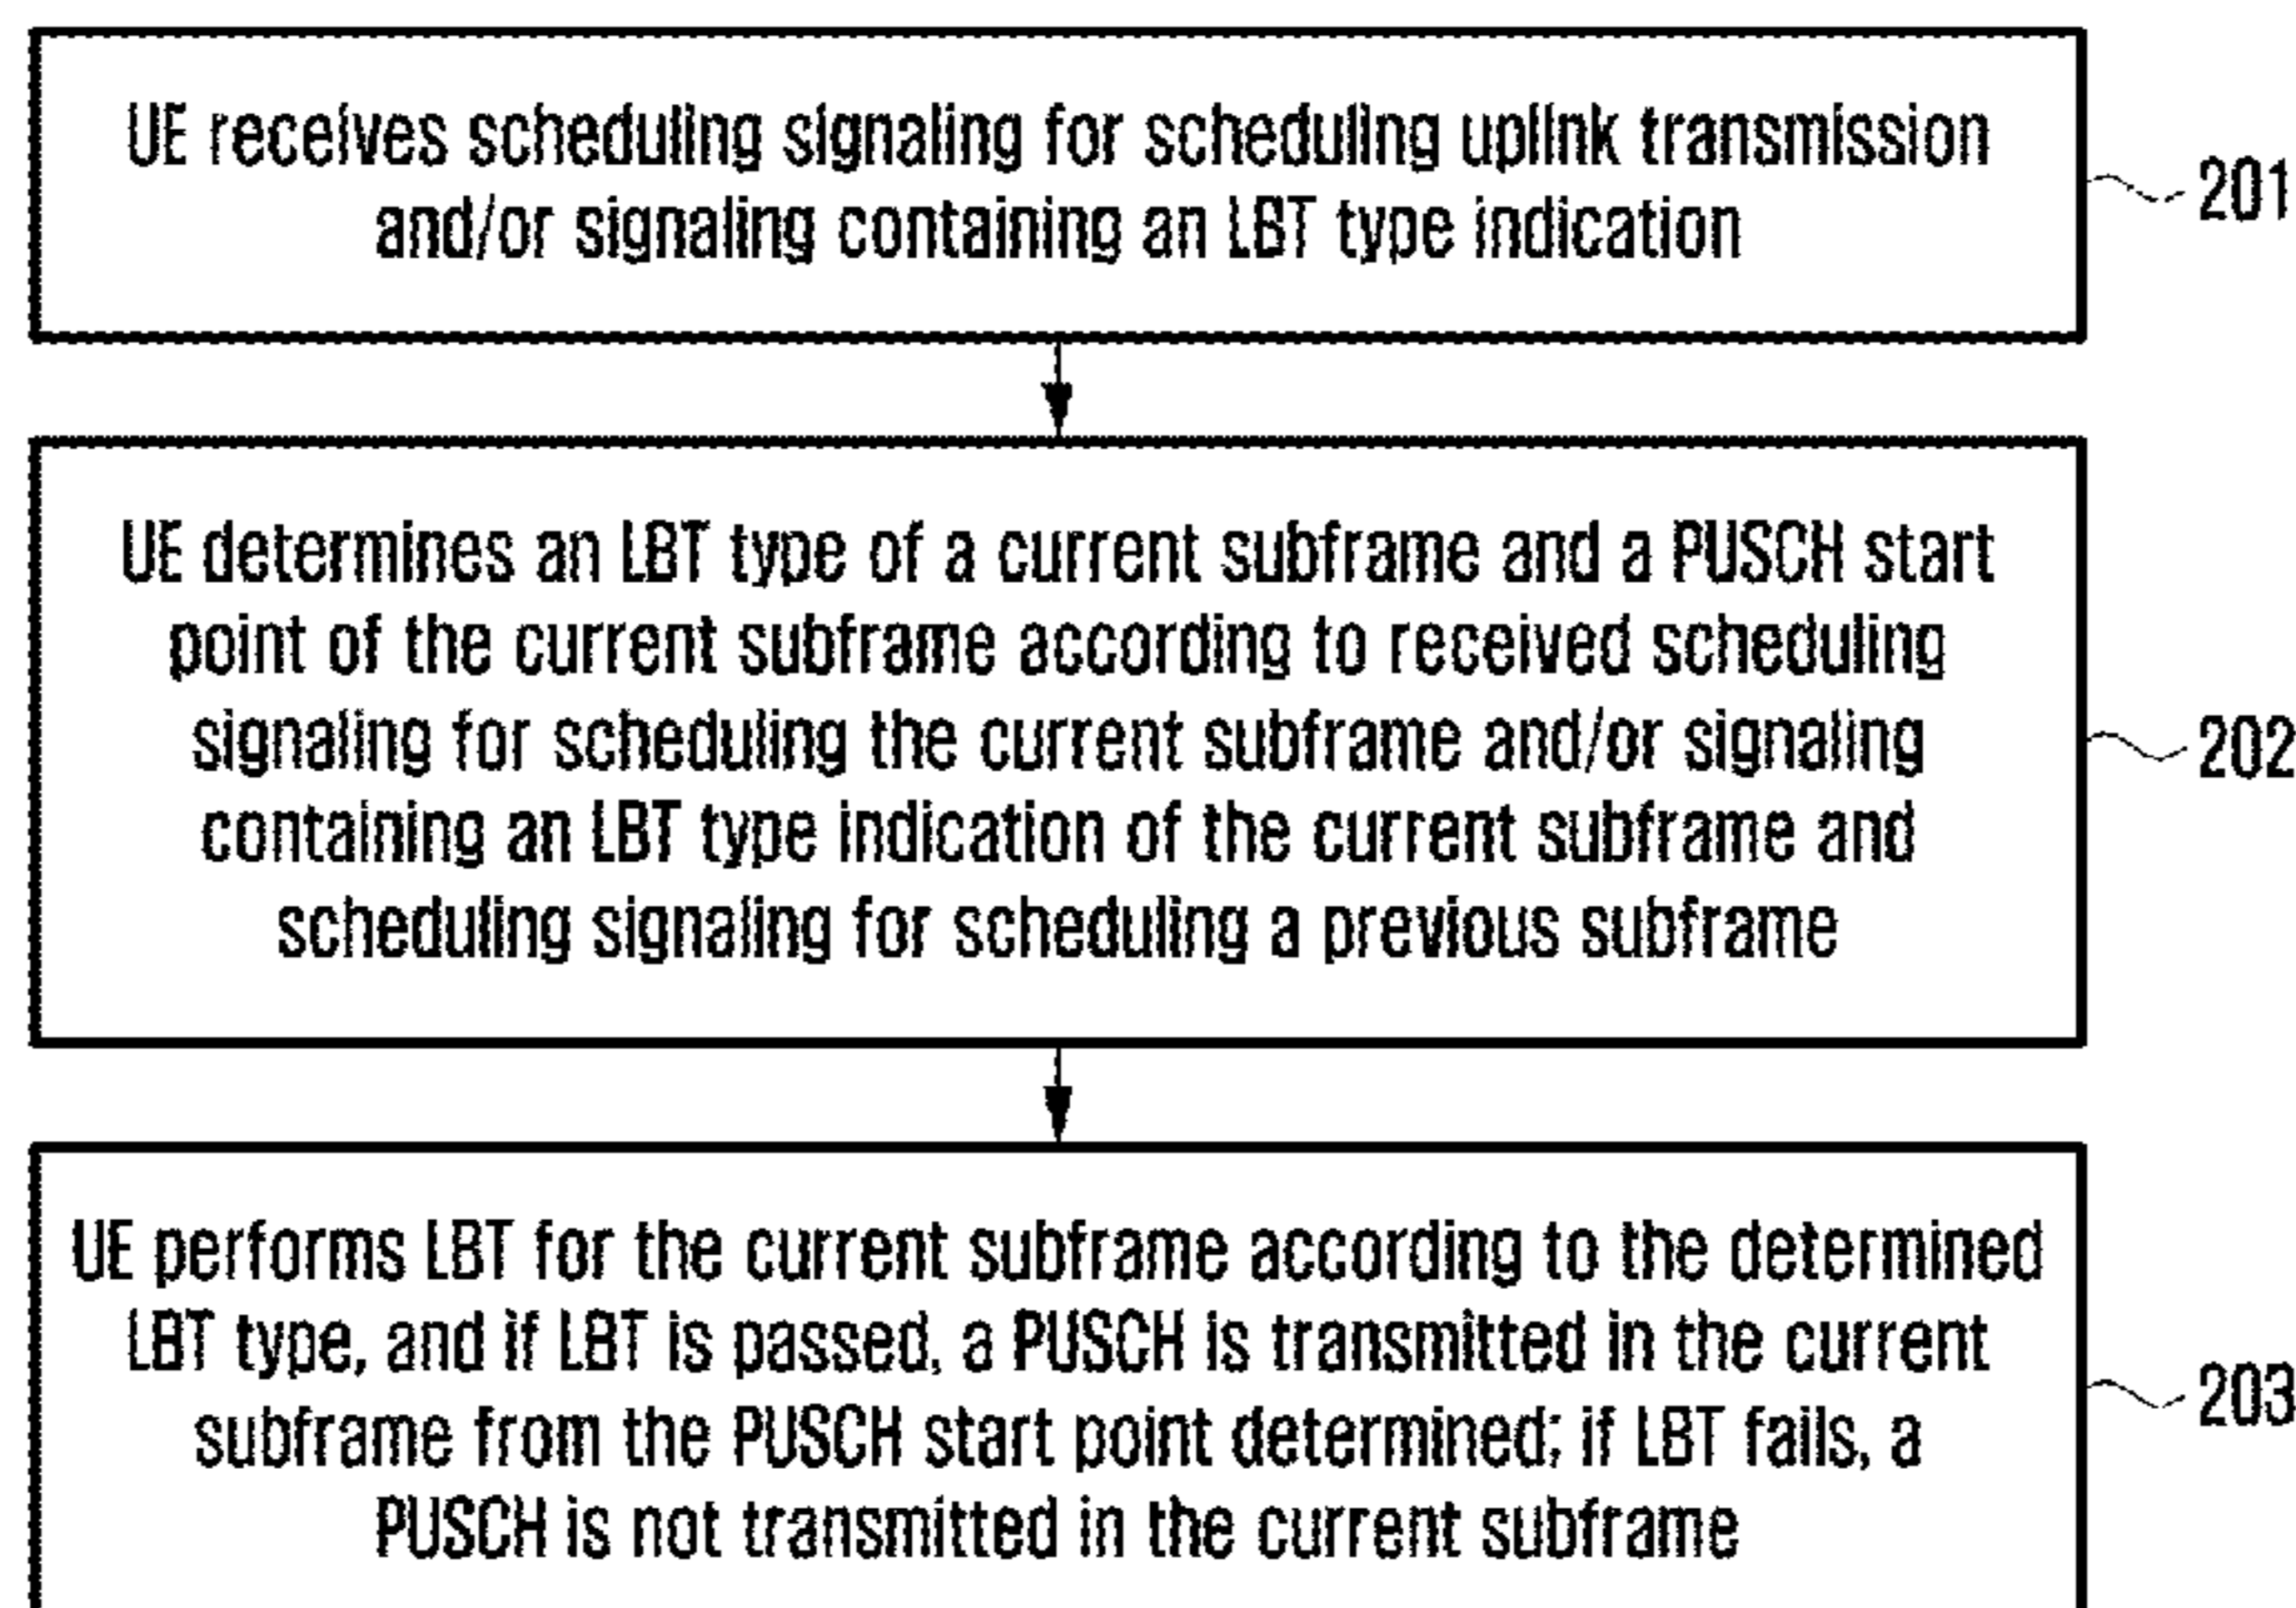 UE receives scheduling signaling for scheduling uplink transmission
and/or signaling containing an LBT type indication
201
UE determines an LBT type of a current subframe and a PUSCH start
point of the current subframe according to received scheduling
signaling for scheduling the current subframe and/or signaling
containing an LBT type indication of the current subframe and
scheduling signaling for scheduling a previous subframe
202
UE performs LBT for the current subframe according to the determined
LBT type, and if LBT is passed, a PUSCH is transmitted in the current
subframe from the PUSCH start point determined; if LBT fails, a
PUSCH is not transmitted in the current subframe
203